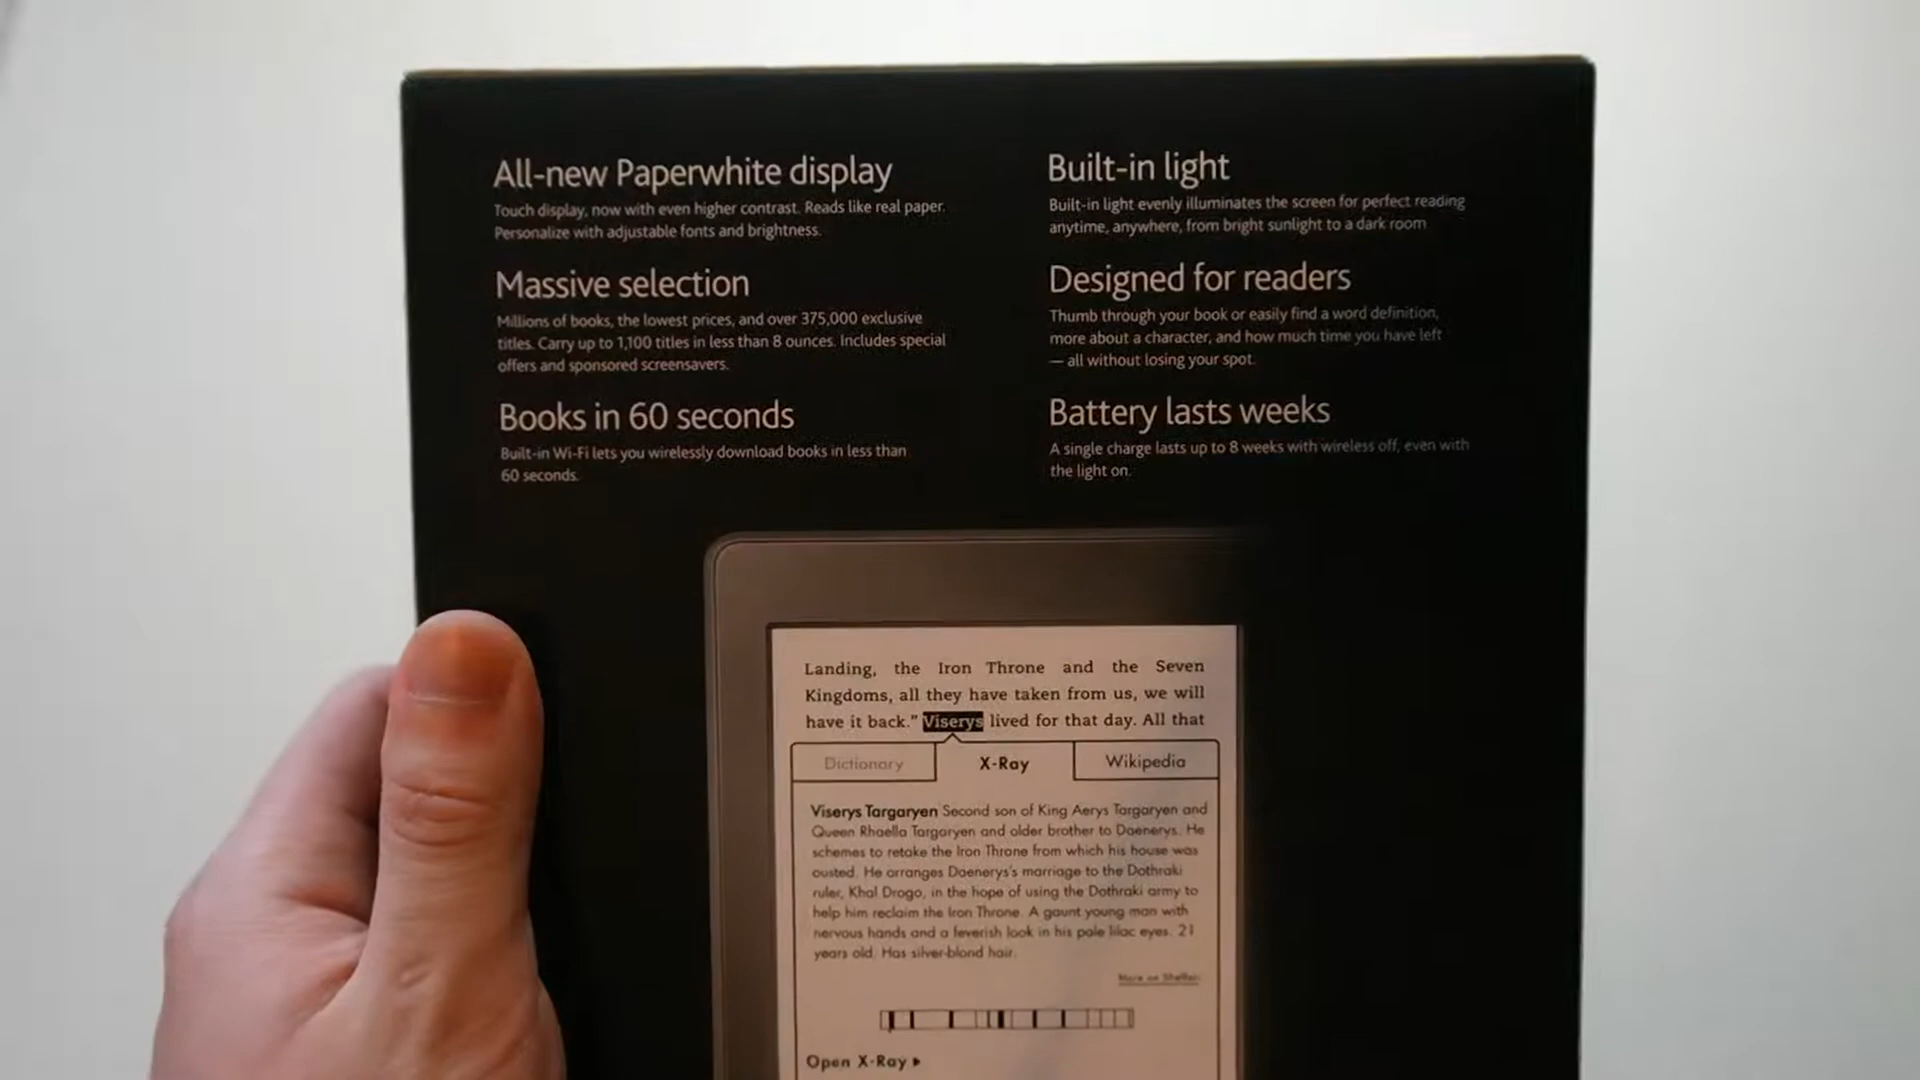 All-new Paperwhite display
Touch display, now with even higher contrast. Reads like real paper.
Personalize with adjustable fonts and brightness.
Massive selection
Millions of books, the lowest prices, and over 375,000 exclusive
titles. Carry up to 1,100 titles in less than 8 ounces. Includes special
offers and sponsored screensavers.
Books in 60 seconds
Built-in Wi-Fi lets you wirelessly download books in less than
60 seconds.
Built-in light
Built-in light evenly illuminates the screen for perfect reading
anytime, anywhere, from bright sunlight to a dark room
Designed for readers
Thumb through your book or easily find a word definition,
more about a character, and how much time you have left
— all without losing your spot.
Battery lasts weeks
A single charge lasts up to 8 weeks with wireless off, even with
the light on.
Landing, the Iron Throne and the Seven
Kingdoms, all they have taken from us, we will
have it back." Viserys lived for that day. All that
Dictionary
X-Ray
Wikipedia
Viserys Targaryen Second son of King Aerys Targaryen and
Queen Rhaella Targaryen and older brother to Daenerys. He
schemes to retake the Iron Throne from which his house was
ousted. He arranges Daenerys's marriage to the Dothraki
ruler, Khal Drogo, in the hope of using the Dothraki army to
help him reclaim the Iron Throne. A gaunt young man with
nervous hands and a feverish look in his pale lilac eyes. 21
years old. Has silver-blond hair.
More on Shelfari
Open X-Ray